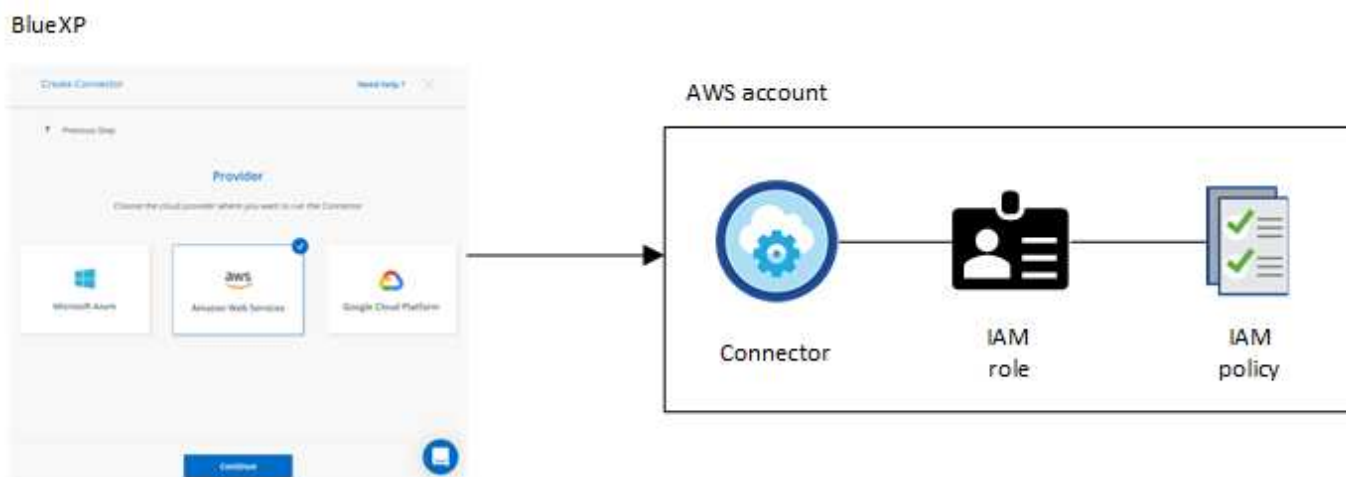 BlueXP
Create Connector
Need help ?
Previous Step
Provider
Choose the cloud provider where you want to run the Connector
Microsoft Azure
aws
Amazon Web Services
Google Cloud Platform
Continue
AWS account
Connector
IAM
role
IAM
policy